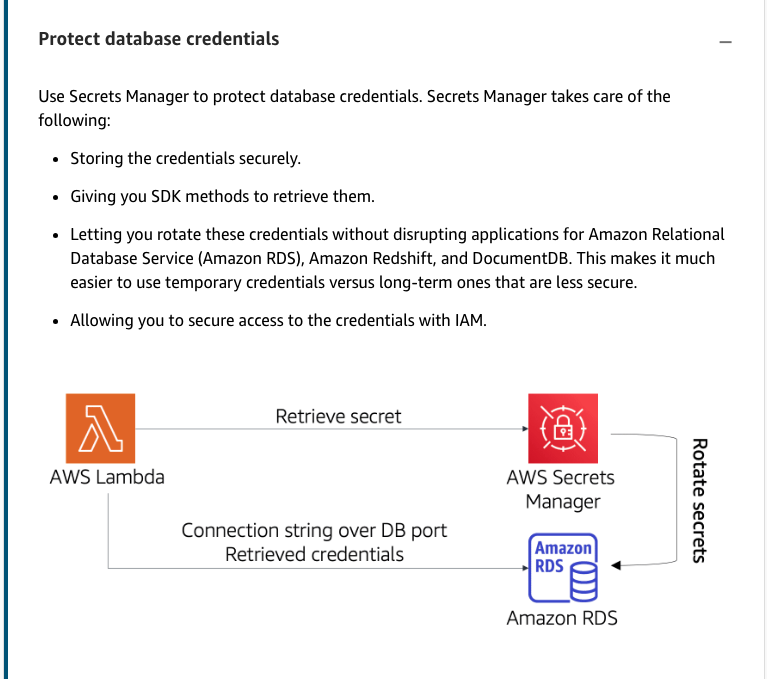 Protect database credentials
Use Secrets Manager to protect database credentials. Secrets Manager takes care of the
following:
• Storing the credentials securely.
• Giving you SDK methods to retrieve them.
• Letting you rotate these credentials without disrupting applications for Amazon Relational
Database Service (Amazon RDS), Amazon Redshift, and DocumentDB. This makes it much
easier to use temporary credentials versus long-term ones that are less secure.
• Allowing you to secure access to the credentials with IAM.
Retrieve secret
AWS Lambda
AWS Secrets
Manager
Rotate secrets
Connection string over DB port
Retrieved credentials
Amazon
RDS
Amazon RDS